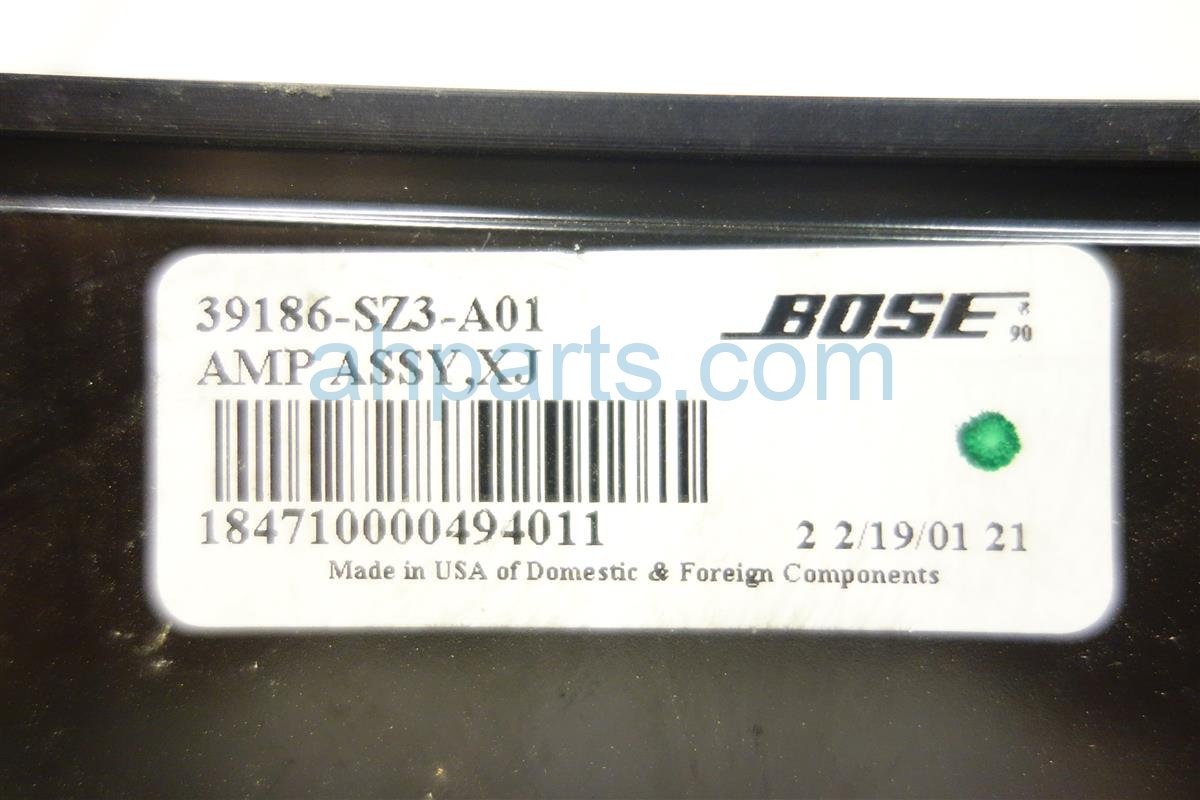 39186-SZ3-A01
BOSE®
90
AMP ASSY,XJ
ahparts.com
184710000494011
2 2/19/01 21
Made in USA of Domestic & Foreign Components